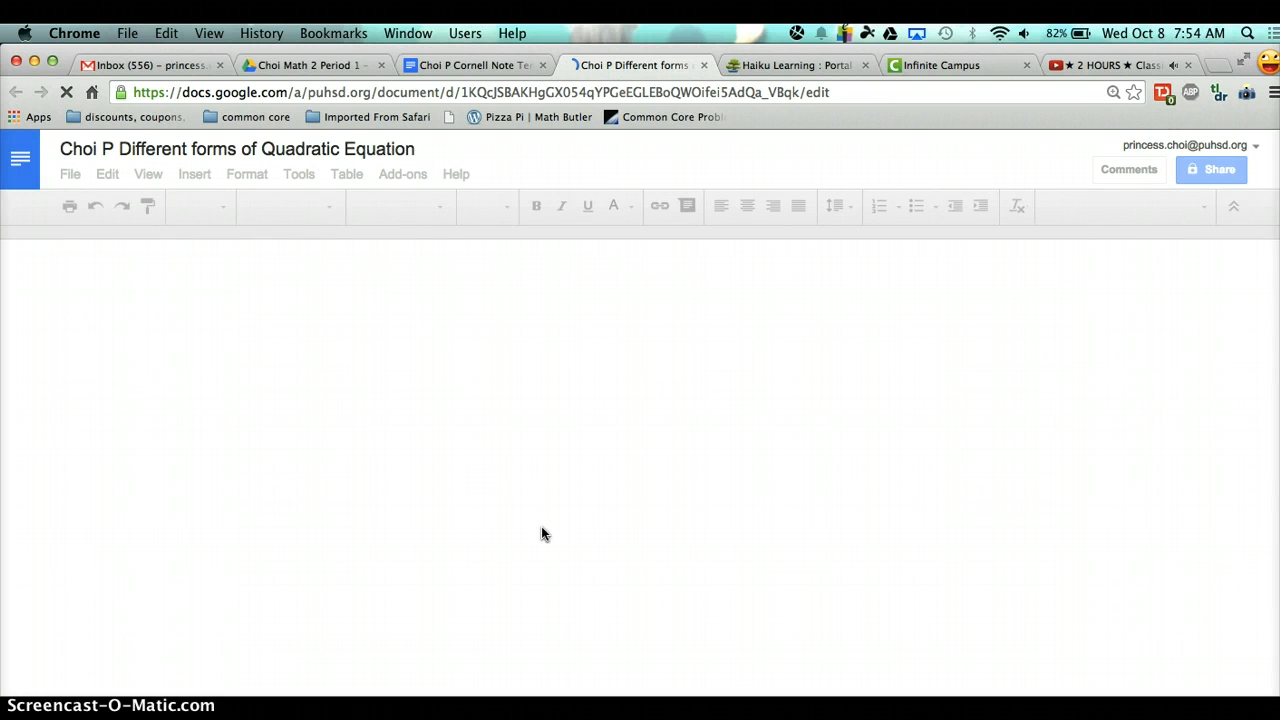 Chrome File Edit View History Bookmarks Window Users Help 82% Wed Oct 8 7:54 AM
Inbox (556) – princess. Choi Math 2 Period 1 – Choi P Cornell Note Te Choi P Different forms Haiku Learning : Portal Infinite Campus ★ 2 HOURS ★ Class
https://docs.google.com/a/puhsd.org/document/d/1KQcJSBAKHgGX054qYPGeEGLEBoQWOifei5AdQa_VBqk/edit
Apps discounts, coupons, common core Imported From Safari Pizza Pi | Math Butler Common Core Prob
Choi P Different forms of Quadratic Equation princess.choi@puhsd.org
File Edit View Insert Format Tools Table Add-ons Help Comments Share
B I U A
Screencast-O-Matic.com